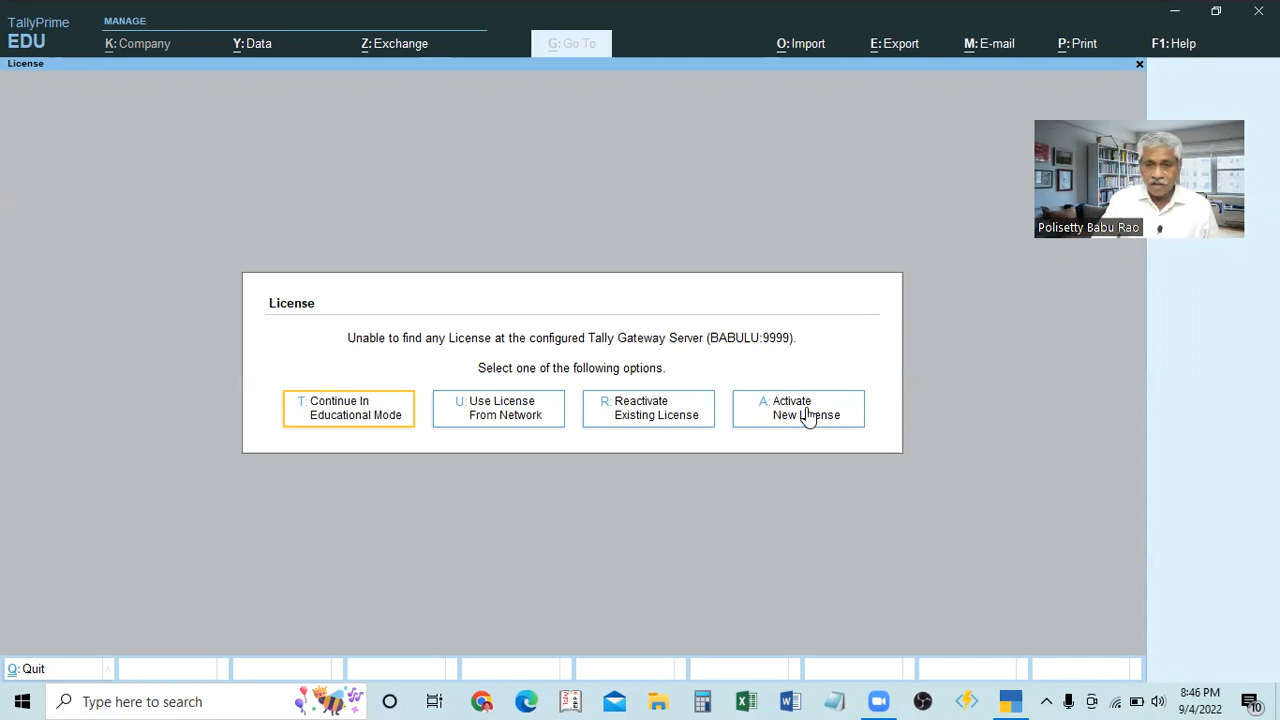 TallyPrime
EDU
MANAGE
K: Company
Y: Data
Z: Exchange
G: Go To
O: Import
E: Export
M: E-mail
P: Print
F1: Help
License
Polisetty Babu Rao
License
Unable to find any License at the configured Tally Gateway Server (BABULU:9999).
Select one of the following options.
T: Continue In
Educational Mode
U: Use License
From Network
R: Reactivate
Existing License
A: Activate
New License
Q: Quit
Type here to search
8:46 PM
9/4/2022
10